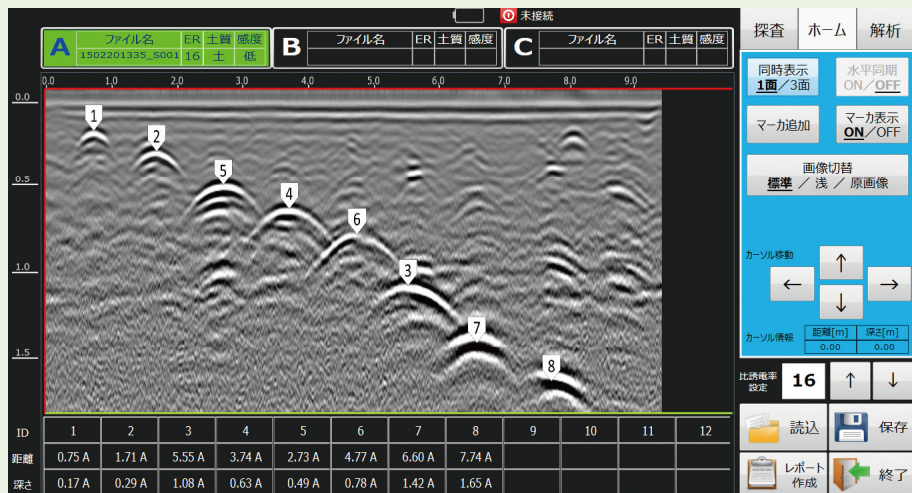 未接続
A ファイル名 ER 土質 感度
1502201335_S001 16 土 低
B ファイル名 ER 土質 感度
C ファイル名 ER 土質 感度
探査 ホーム 解析
同時表示
1面/3面
水平同期
ON/OFF
マーカ追加
マーカ表示
ON/OFF
画像切替
標準 / 浅 / 原画像
0.0 1.0 2.0 3.0 4.0 5.0 6.0 7.0 8.0 9.0
0.0
0.5
1.0
1.5
1
2
5
4
6
3
7
8
カーソル移動
↑
← →
↓
カーソル情報
距離[m] 深さ[m]
0.00 0.00
比誘電率
設定
16 ↑ ↓
読込 保存
レポート
作成
終了
ID 1 2 3 4 5 6 7 8 9 10 11 12
距離 0.75 A 1.71 A 5.55 A 3.74 A 2.73 A 4.77 A 6.60 A 7.74 A
深さ 0.17 A 0.29 A 1.08 A 0.63 A 0.49 A 0.78 A 1.42 A 1.65 A